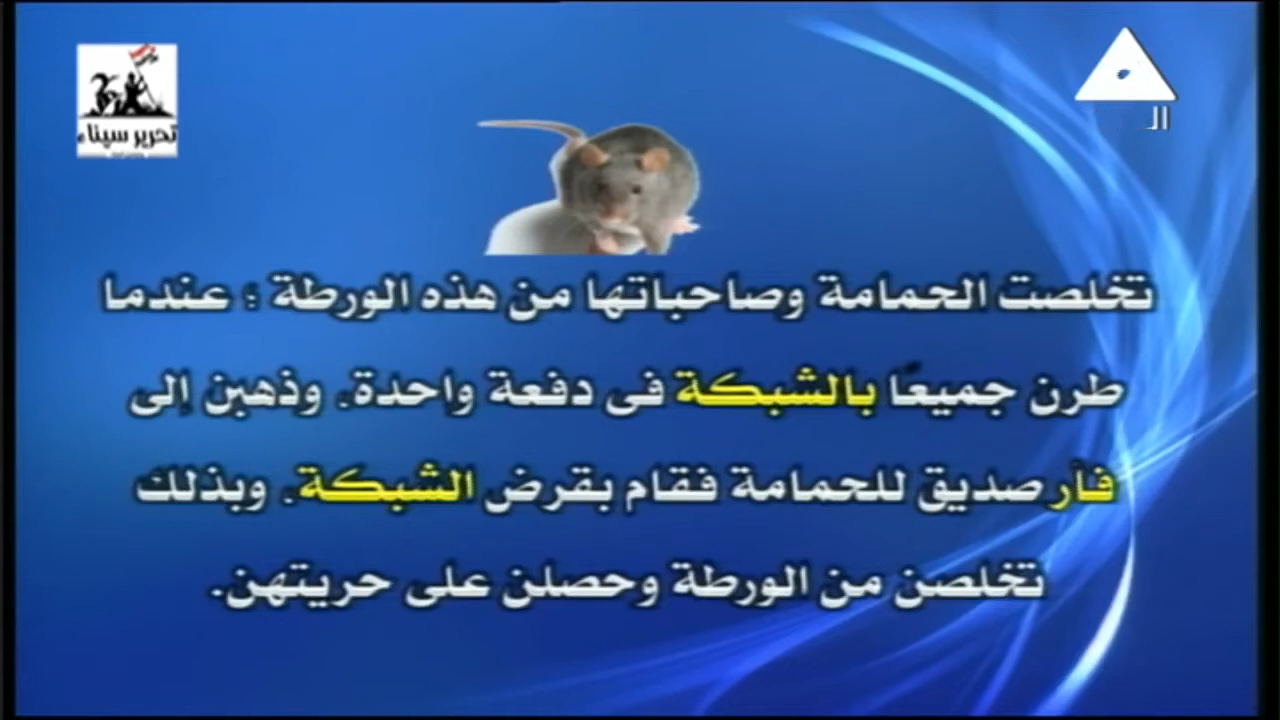 تحرير سيناء
تخلصت الحمامة وصاحباتها من هذه الورطة ؛ عندما
طرن جميعًا بالشبكة فى دفعة واحدة. وذهبن إلى
فأر صديق للحمامة فقام بقرض الشبكة. وبذلك
تخلصن من الورطة وحصلن على حريتهن.